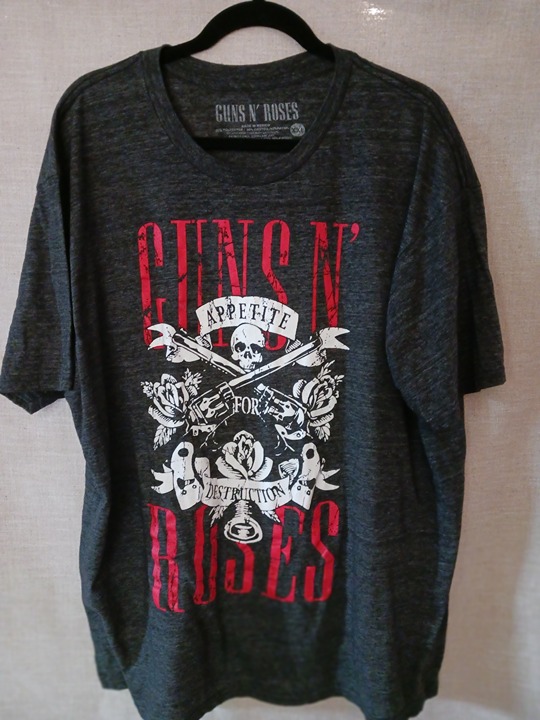 GUNS N' ROSES
GUNS N'
APPETITE
FOR
DESTRUCTION
ROSES